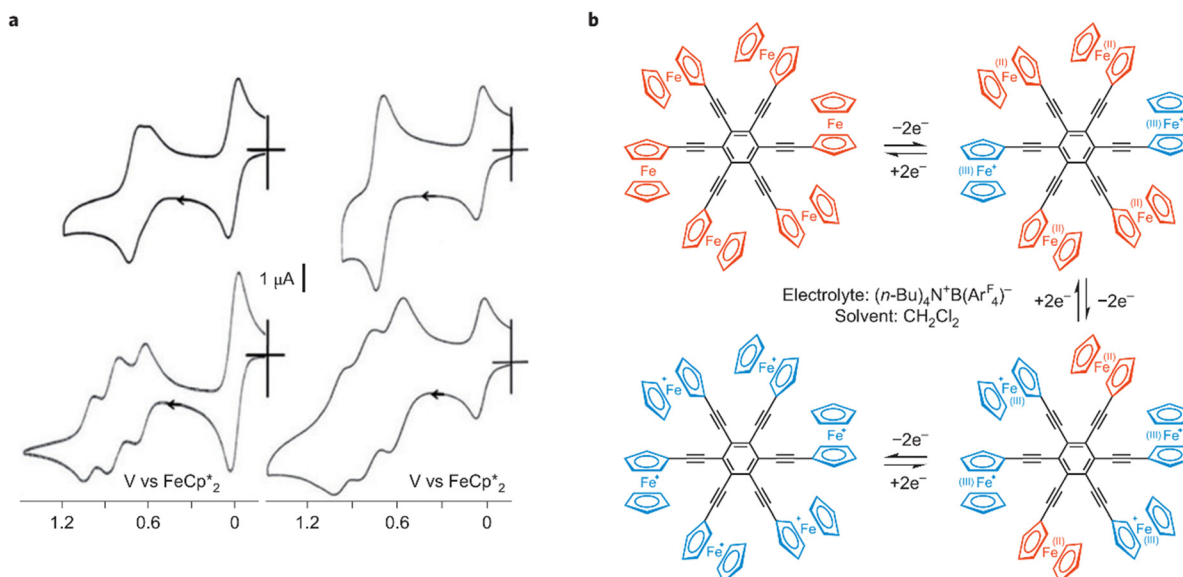 a
1 μA
V vs FeCp*2
V vs FeCp*2
1.2 0.6 0
1.2 0.6 0
b
Fe
Fe
Fe
Fe
Fe
Fe
−2e−
+2e−
(II)
Fe
Fe(II)
(III)Fe+
(III)Fe+
Fe(II)
(II)
Fe
Electrolyte: (n-Bu)4N+B(ArF4)−
Solvent: CH2Cl2
+2e−
−2e−
+Fe
Fe+
Fe+
Fe+
Fe+
+Fe
−2e−
+2e−
+Fe
(III)
Fe(II)
(III)Fe+
(III)Fe+
Fe(II)
+Fe
(III)